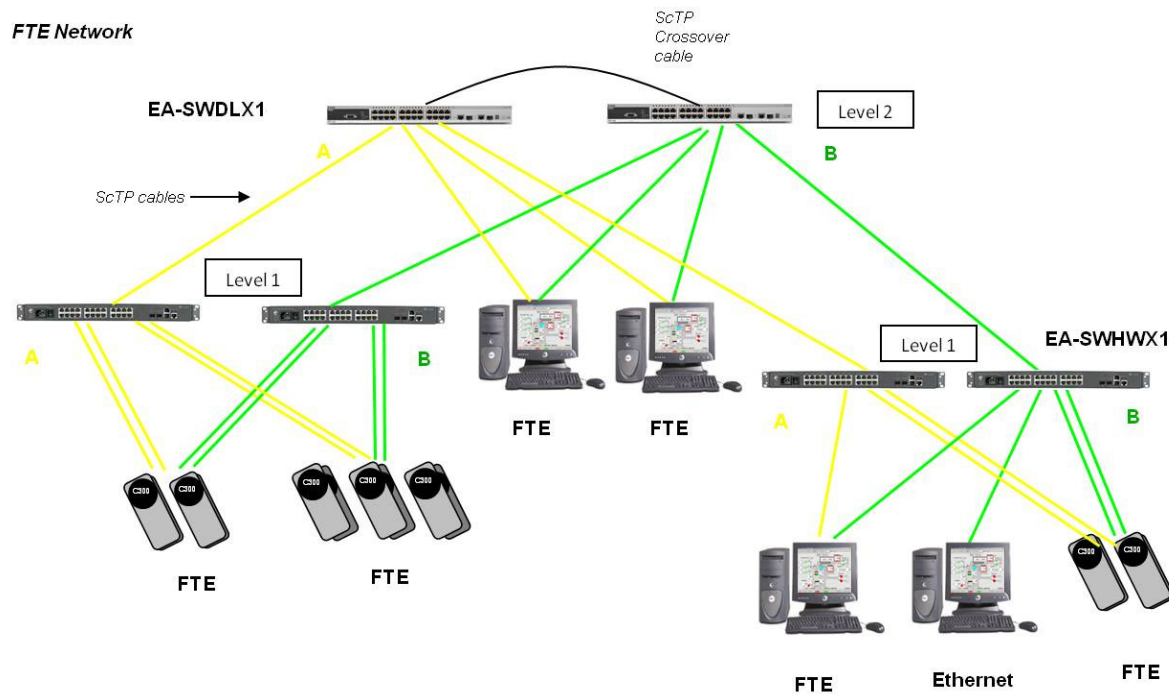 FTE Network
ScTP
Crossover
cable
EA-SWDLX1
Level 2
A
B
ScTP cables
Level 1
Level 1
EA-SWHWX1
A
B
FTE
FTE
A
B
C300
C300
C300
C300
C300
C300
C300
FTE
FTE
FTE
Ethernet
FTE